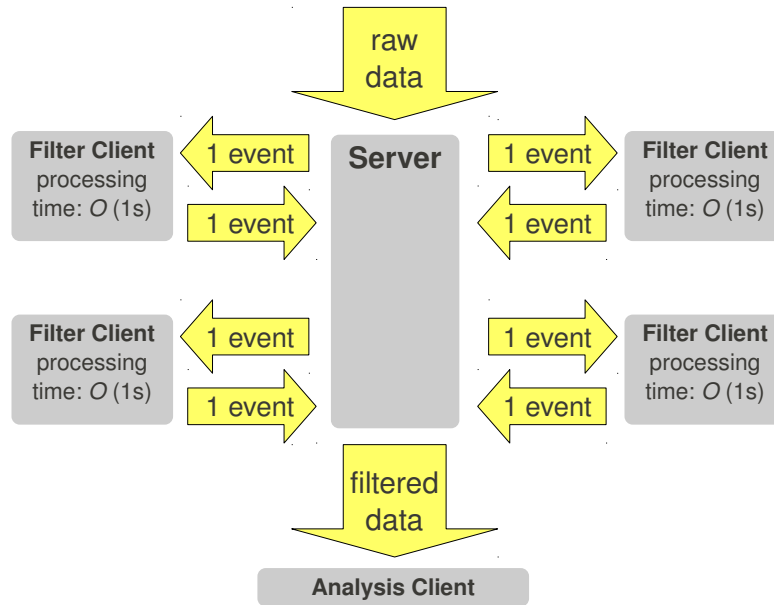 raw
data
Filter Client
processing
time: O (1s)
1 event
1 event
Server
1 event
1 event
Filter Client
processing
time: O (1s)
Filter Client
processing
time: O (1s)
1 event
1 event
1 event
1 event
Filter Client
processing
time: O (1s)
filtered
data
Analysis Client